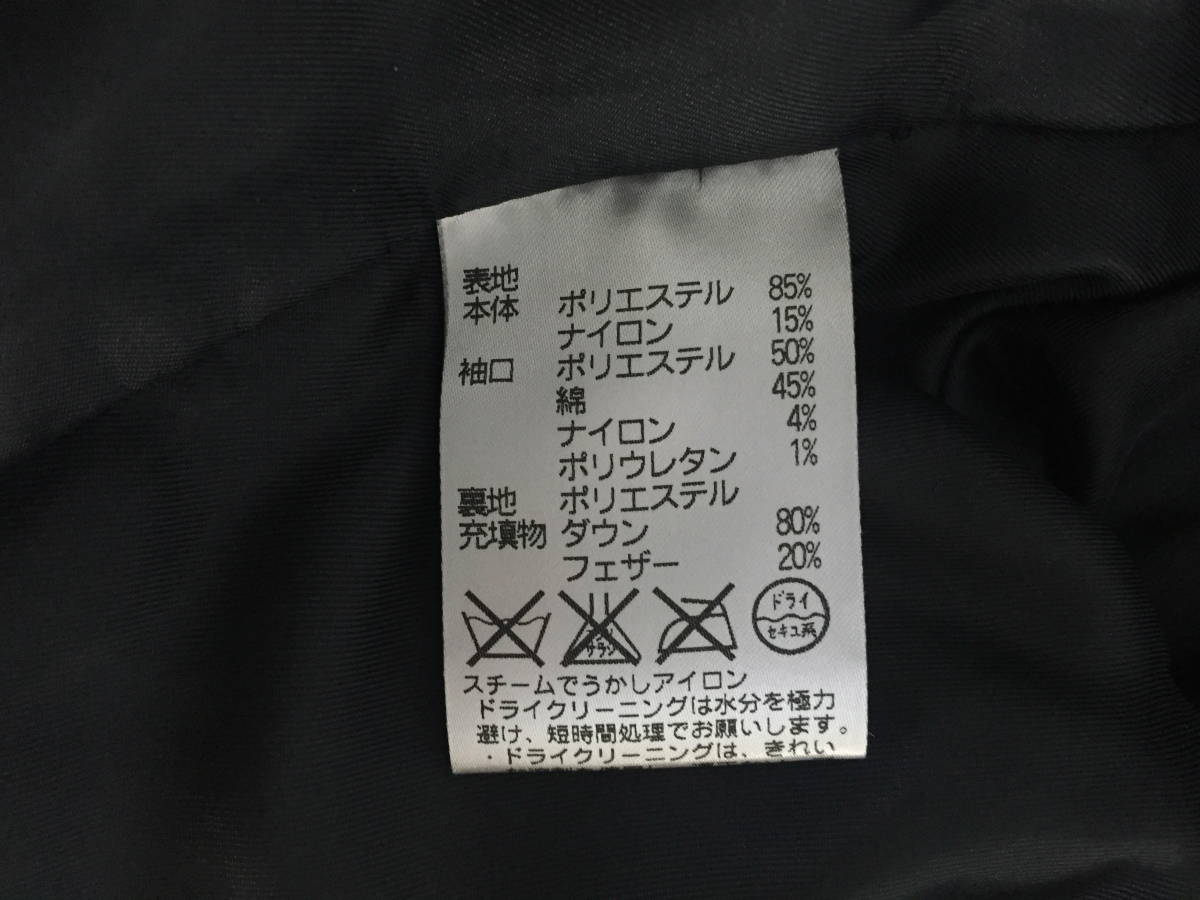 表地
本体 ポリエステル 85%
ナイロン 15%
袖口 ポリエステル 50%
綿 45%
ナイロン 4%
ポリウレタン 1%
裏地 ポリエステル
充填物 ダウン 80%
フェザー 20%
サラシ
ドライ
セキユ系
スチームでうかしアイロン
ドライクリーニングは水分を極力
避け、短時間処理でお願いします。
・ドライクリーニングは、きれい